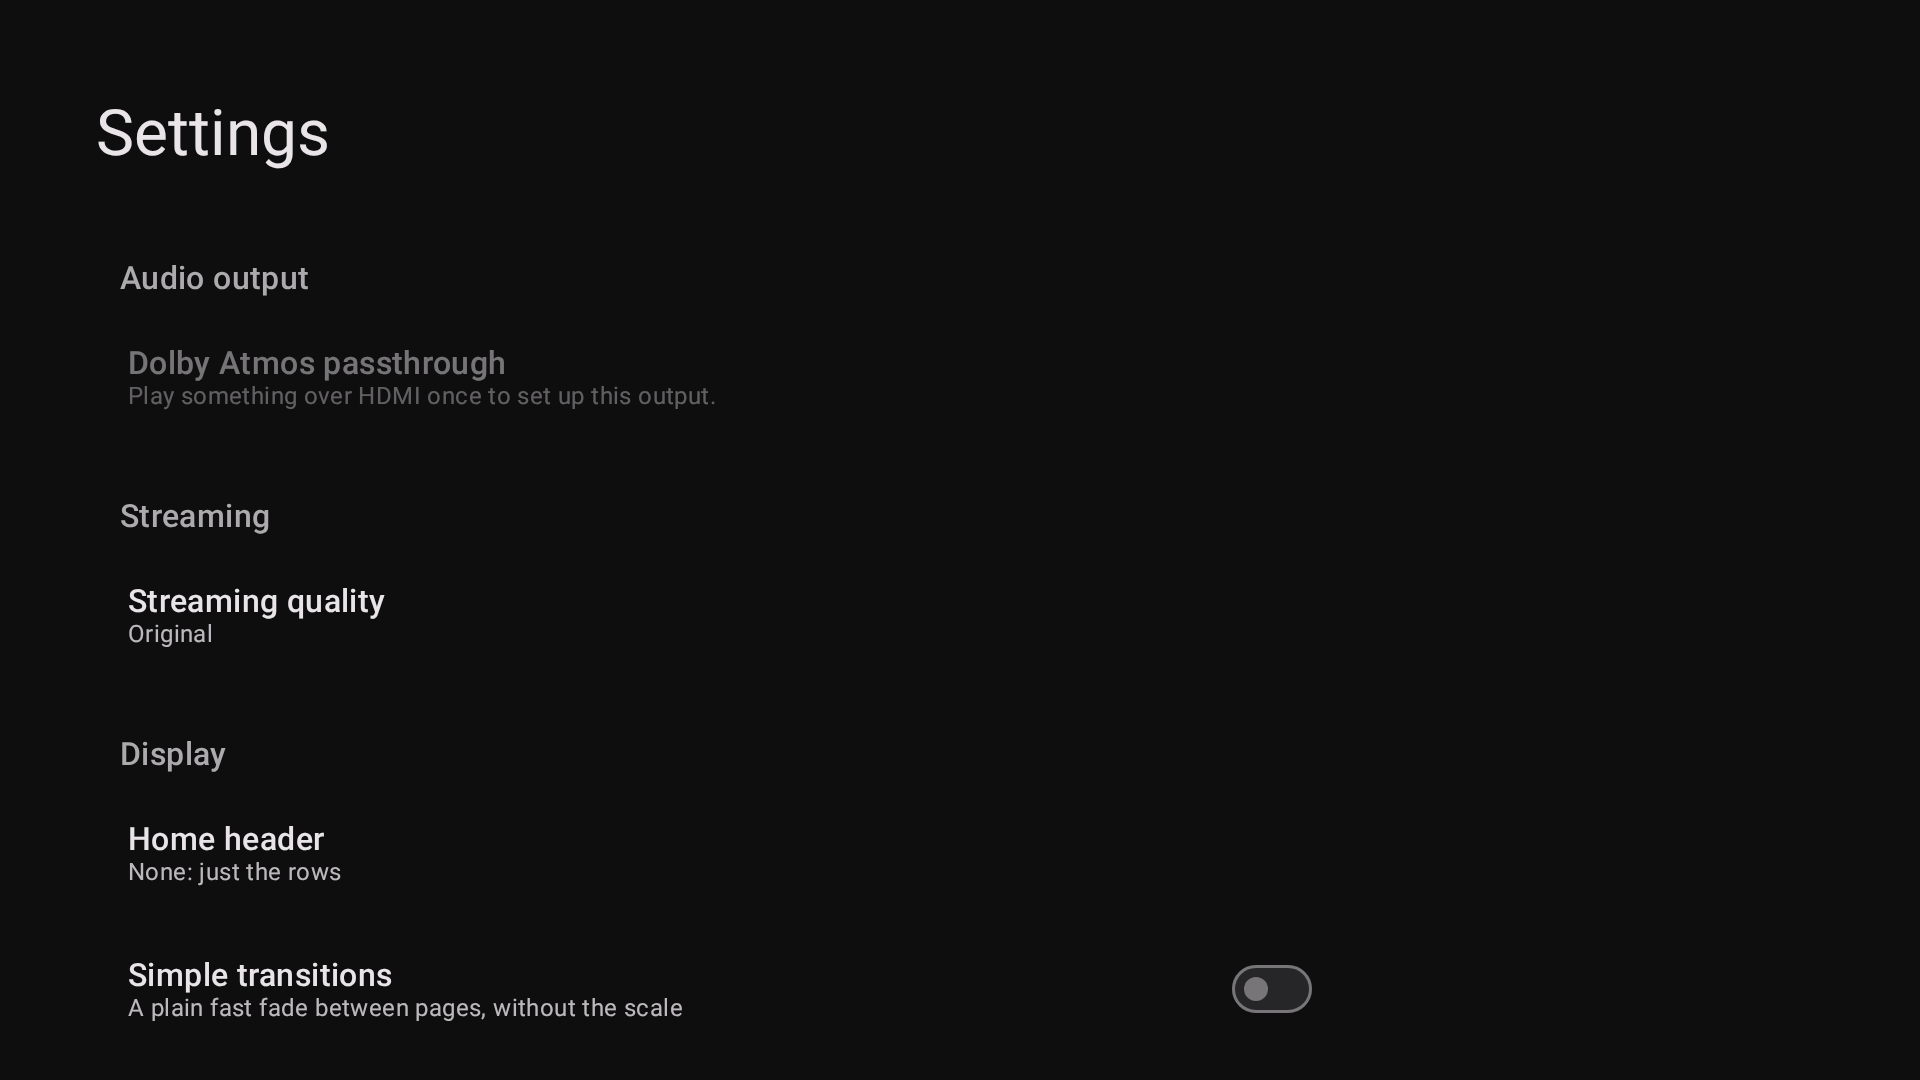 Settings
Audio output
Dolby Atmos passthrough
Play something over HDMI once to set up this output.
Streaming
Streaming quality
Original
Display
Home header
None: just the rows
Simple transitions
A plain fast fade between pages, without the scale